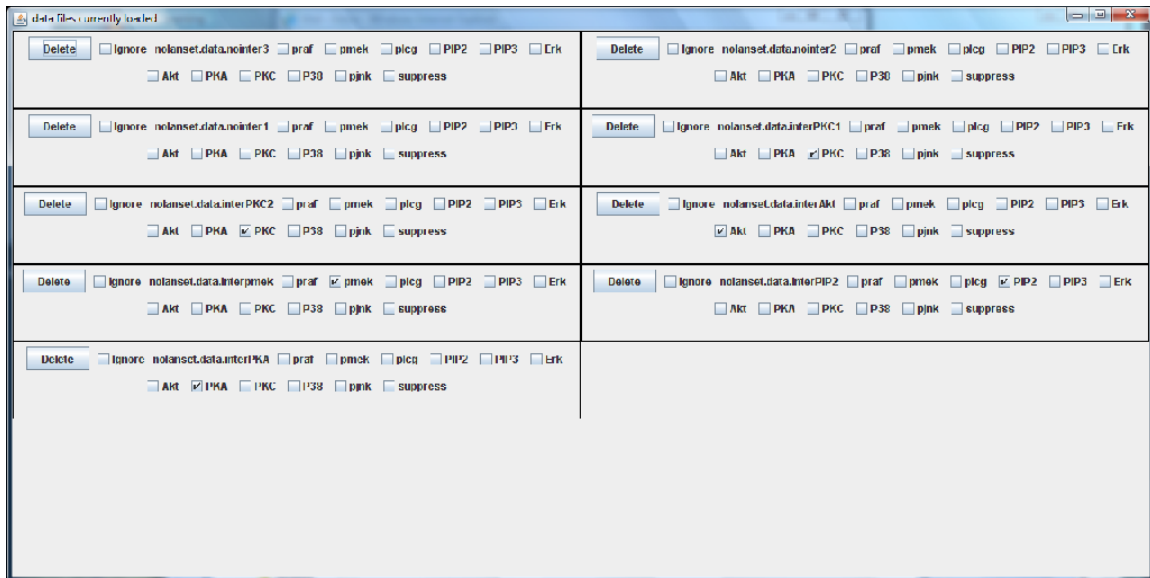 data files currently loaded
Delete Ignore nolanset.data.nointer3 praf pmek plcg PIP2 PIP3 Erk
Akt PKA PKC P38 pjnk suppress
Delete Ignore nolanset.data.nointer2 praf pmek plcg PIP2 PIP3 Erk
Akt PKA PKC P38 pjnk suppress
Delete Ignore nolanset.data.nointer1 praf pmek plcg PIP2 PIP3 Erk
Akt PKA PKC P38 pjnk suppress
Delete Ignore nolanset.data.interPKC1 praf pmek plcg PIP2 PIP3 Erk
Akt PKA PKC P38 pjnk suppress
Delete Ignore nolanset.data.interPKC2 praf pmek plcg PIP2 PIP3 Erk
Akt PKA PKC P38 pjnk suppress
Delete Ignore nolanset.data.interAkt praf pmek plcg PIP2 PIP3 Erk
Akt PKA PKC P38 pjnk suppress
Delete Ignore nolanset.data.interpmek praf pmek plcg PIP2 PIP3 Erk
Akt PKA PKC P38 pjnk suppress
Delete Ignore nolanset.data.interPIP2 praf pmek plcg PIP2 PIP3 Erk
Akt PKA PKC P38 pjnk suppress
Delete Ignore nolanset.data.interPKA praf pmek plcg PIP2 PIP3 Erk
Akt PKA PKC P38 pjnk suppress